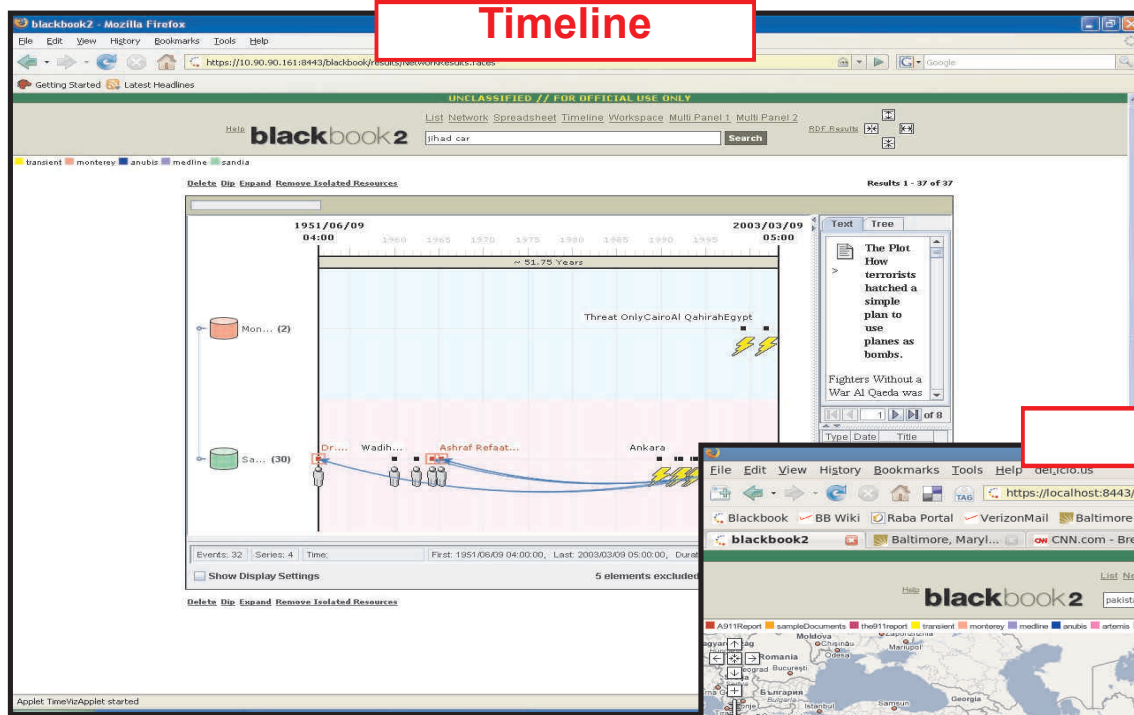 Timeline
blackbook2 - Mozilla Firefox
File Edit View History Bookmarks Tools Help
https://10.90.90.161:8443/blackbook/results/NetworkResults.faces
Google
Getting Started Latest Headlines
UNCLASSIFIED // FOR OFFICIAL USE ONLY
List Network Spreadsheet Timeline Workspace Multi Panel 1 Multi Panel 2
Help blackbook2 jihad car Search RDF Results
transient monterey anubis medline sandia
Delete Dip Expand Remove Isolated Resources Results 1 - 37 of 37
1951/06/09 2003/03/09
04:00 1960 1965 1970 1975 1980 1985 1990 1995 05:00
~ 51.75 Years
Threat OnlyCairoAl QahirahEgypt
Mon... (2)
Dr.... Wadih... Ashraf Refaat... Ankara
Sa... (30)
Events: 32 Series: 4 Time: First: 1951/06/09 04:00:00, Last: 2003/03/09 05:00:00, Durat
Show Display Settings 5 elements excluded
Delete Dip Expand Remove Isolated Resources
Applet TimeVizApplet started
Text Tree
The Plot
How
>
terrorists
hatched a
simple
plan to
use
planes as
bombs.
Fighters Without a
War Al Qaeda was
1 of 8
Type Date Title
File Edit View History Bookmarks Tools Help del.icio.us
TAG https://localhost:8443/
Blackbook BB Wiki Raba Portal VerizonMail Baltimore
blackbook2 Baltimore, Maryl... CNN.com - Bre
List Ne
Help blackbook2 pakist
A911Report sampleDocuments the911report transient monterey medline anubis artemis
Moldova
Chişinău
Mariupol'
Romania Odesa
București
България
Bulgaria
Istanbul Samsun Georgia